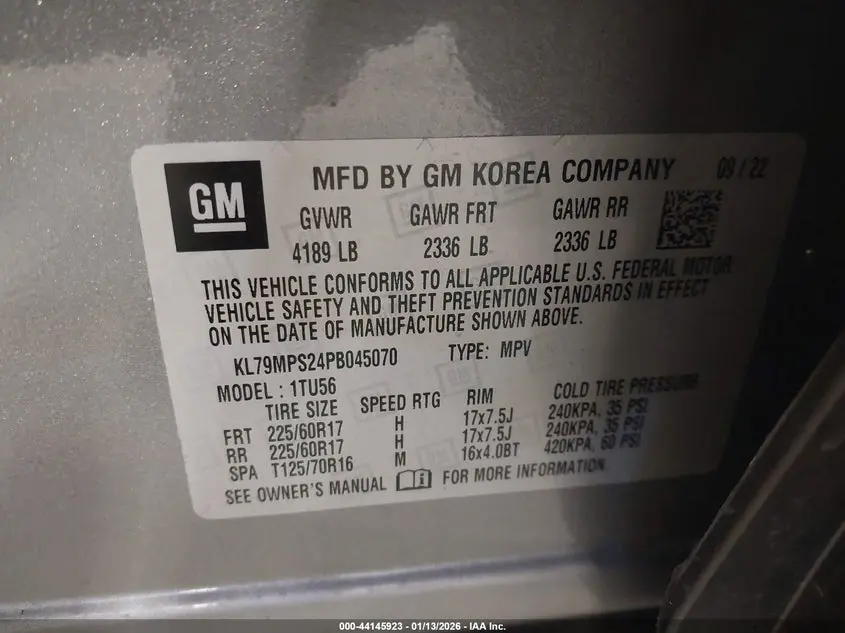 GM
MFD BY GM KOREA COMPANY 09 / 22
GVWR GAWR FRT GAWR RR
4189 LB 2336 LB 2336 LB
THIS VEHICLE CONFORMS TO ALL APPLICABLE U.S. FEDERAL MOTOR
VEHICLE SAFETY AND THEFT PREVENTION STANDARDS IN EFFECT
ON THE DATE OF MANUFACTURE SHOWN ABOVE.
KL79MPS24PB045070 TYPE: MPV
MODEL : 1TU56
TIRE SIZE SPEED RTG RIM COLD TIRE PRESSURE
FRT 225/60R17 H 17x7.5J 240KPA, 35 PSI
RR 225/60R17 H 17x7.5J 240KPA, 35 PSI
SPA T125/70R16 M 16x4.0BT 420KPA, 60 PSI
SEE OWNER'S MANUAL FOR MORE INFORMATION
000-44145923 / 01/13/2026 - IAA Inc.